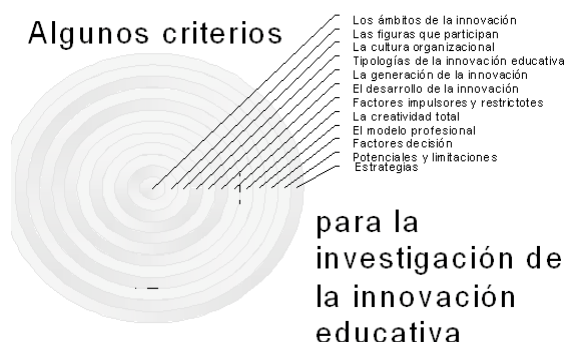 Algunos criterios
Los ámbitos de la innovación
Las figuras que participan
La cultura organizacional
Tipologías de la innovación educativa
La generación de la innovación
El desarrollo de la innovación
Factores impulsores y restrictotes
La creatividad total
El modelo profesional
Factores decisión
Potenciales y limitaciones
Estrategias
para la
investigación de
la innovación
educativa